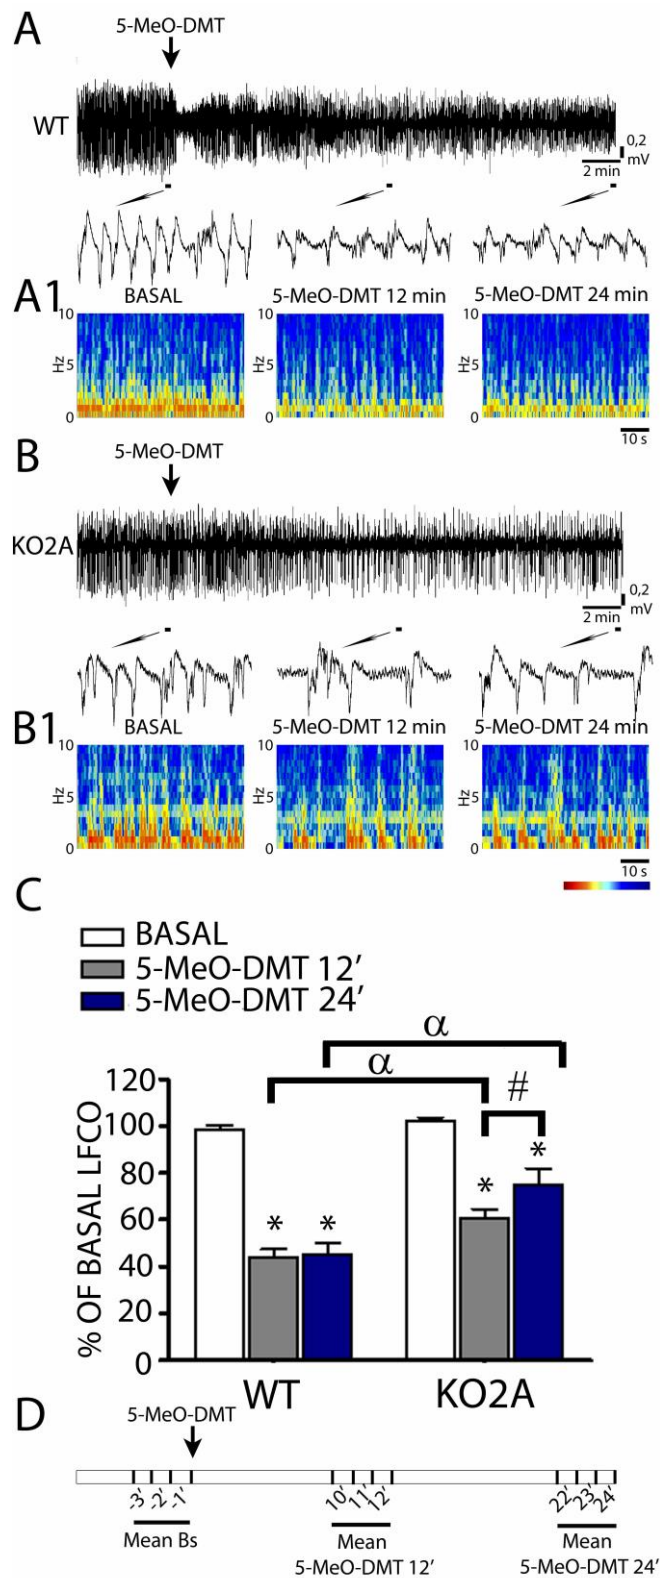 A
5-MeO-DMT
WT
0,2
mV
2 min
A1
BASAL
5-MeO-DMT 12 min
5-MeO-DMT 24 min
10
10
10
Hz
5
Hz
5
Hz
5
0
0
0
10 s
B
5-MeO-DMT
KO2A
0,2
mV
2 min
B1
BASAL
5-MeO-DMT 12 min
5-MeO-DMT 24 min
10
10
10
Hz
5
Hz
5
Hz
5
0
0
0
10 s
C
BASAL
5-MeO-DMT 12'
5-MeO-DMT 24'
α
α
#
% OF BASAL LFCO
120
100
80
60
40
20
0
* * * *
WT KO2A
D
5-MeO-DMT
-3' -2' -1' 10' 11' 12' 22' 23' 24'
Mean Bs
Mean
5-MeO-DMT 12'
Mean
5-MeO-DMT 24'